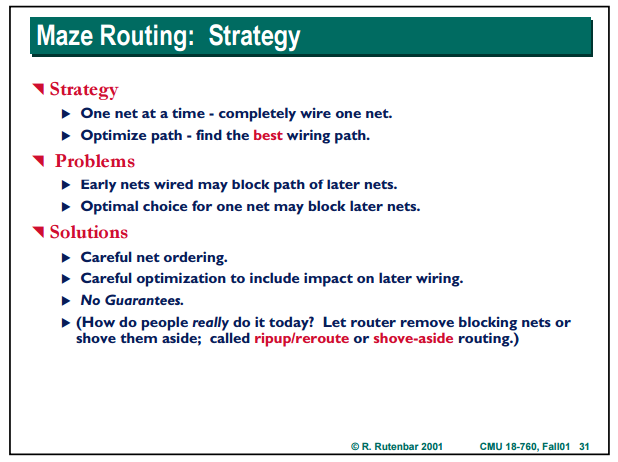 Maze Routing: Strategy
Strategy
One net at a time - completely wire one net.
Optimize path - find the best wiring path.
Problems
Early nets wired may block path of later nets.
Optimal choice for one net may block later nets.
Solutions
Careful net ordering.
Careful optimization to include impact on later wiring.
No Guarantees.
(How do people really do it today? Let router remove blocking nets or
shove them aside; called ripup/reroute or shove-aside routing.)
© R. Rutenbar 2001 CMU 18-760, Fall01 31